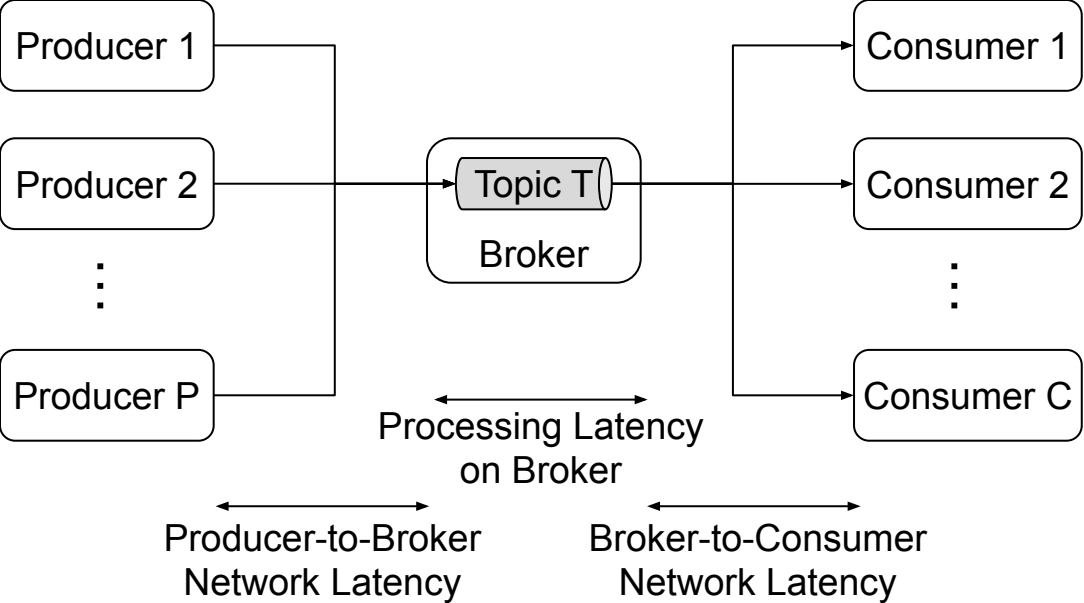 Producer 1
Consumer 1
Producer 2
Topic T
Consumer 2
Broker
Producer P
Consumer C
Processing Latency
on Broker
Producer-to-Broker
Network Latency
Broker-to-Consumer
Network Latency